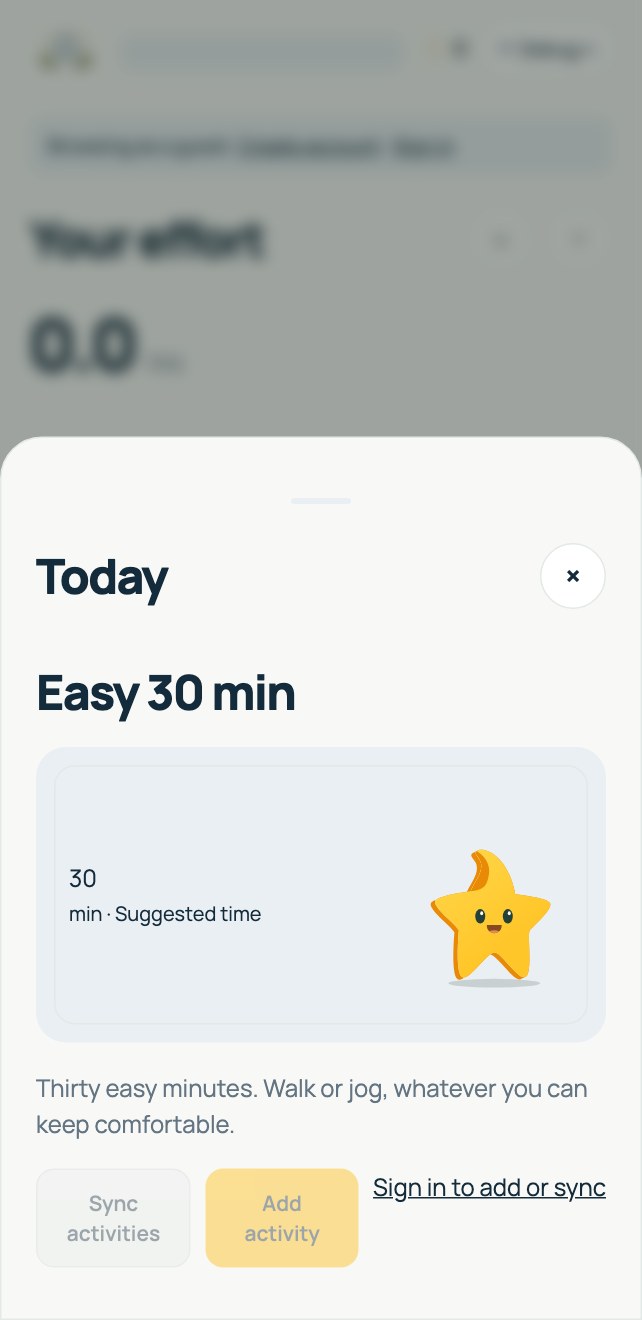 Your effort
0.0
Today
Easy 30 min
30
min · Suggested time
Thirty easy minutes. Walk or jog, whatever you can
keep comfortable.
Sync
activities
Add
activity
Sign in to add or sync